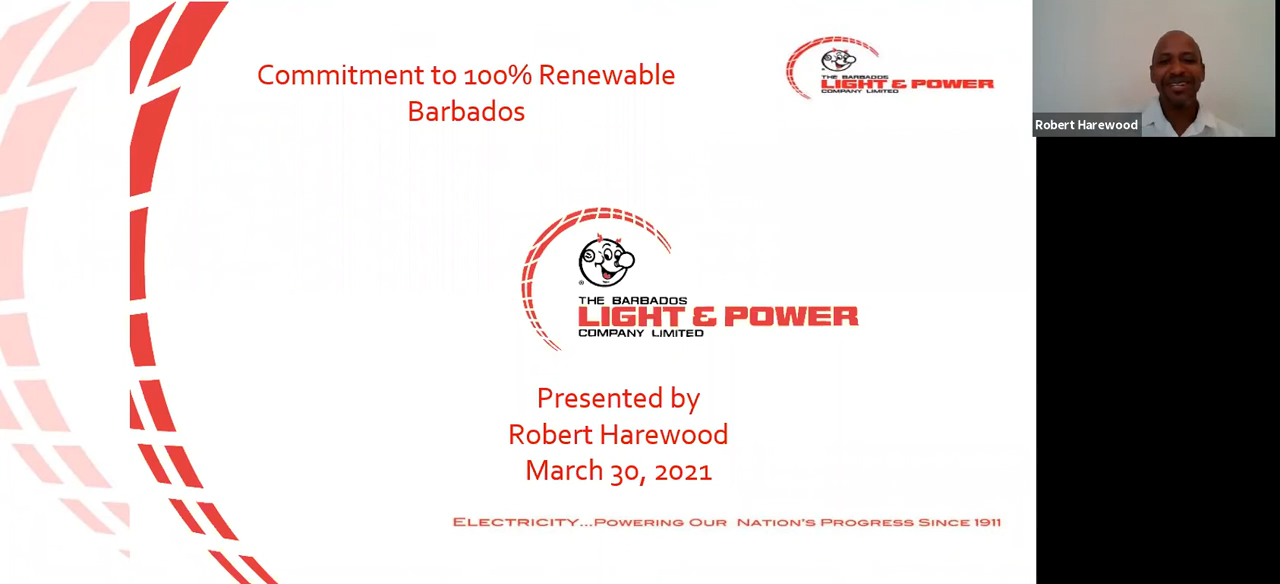 Commitment to 100% Renewable
Barbados
THE BARBADOS
LIGHT & POWER
COMPANY LIMITED
Robert Harewood
®
THE BARBADOS
LIGHT & POWER
COMPANY LIMITED
Presented by
Robert Harewood
March 30, 2021
ELECTRICITY...POWERING OUR NATION'S PROGRESS SINCE 1911